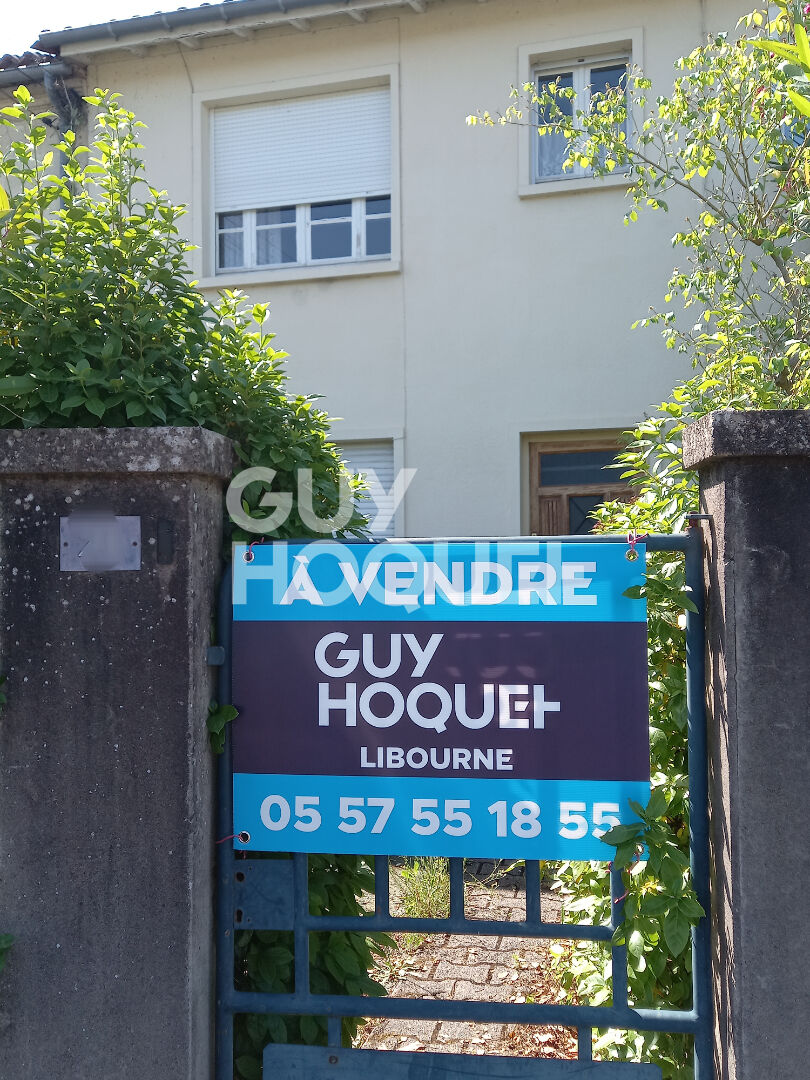 GUY
HOQUET
À VENDRE
GUY
HOQUET
LIBOURNE
05 57 55 18 55